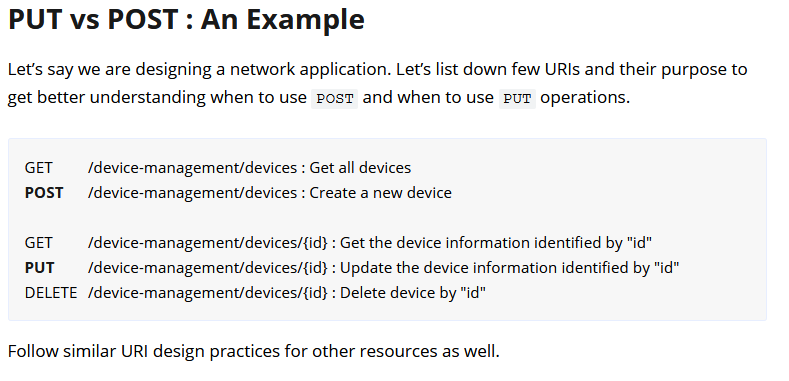 PUT vs POST : An Example
Let’s say we are designing a network application. Let’s list down few URIs and their purpose to
get better understanding when to use POST and when to use PUT operations.
GET /device-management/devices : Get all devices
POST /device-management/devices : Create a new device
GET /device-management/devices/{id} : Get the device information identified by "id"
PUT /device-management/devices/{id} : Update the device information identified by "id"
DELETE /device-management/devices/{id} : Delete device by "id"
Follow similar URI design practices for other resources as well.